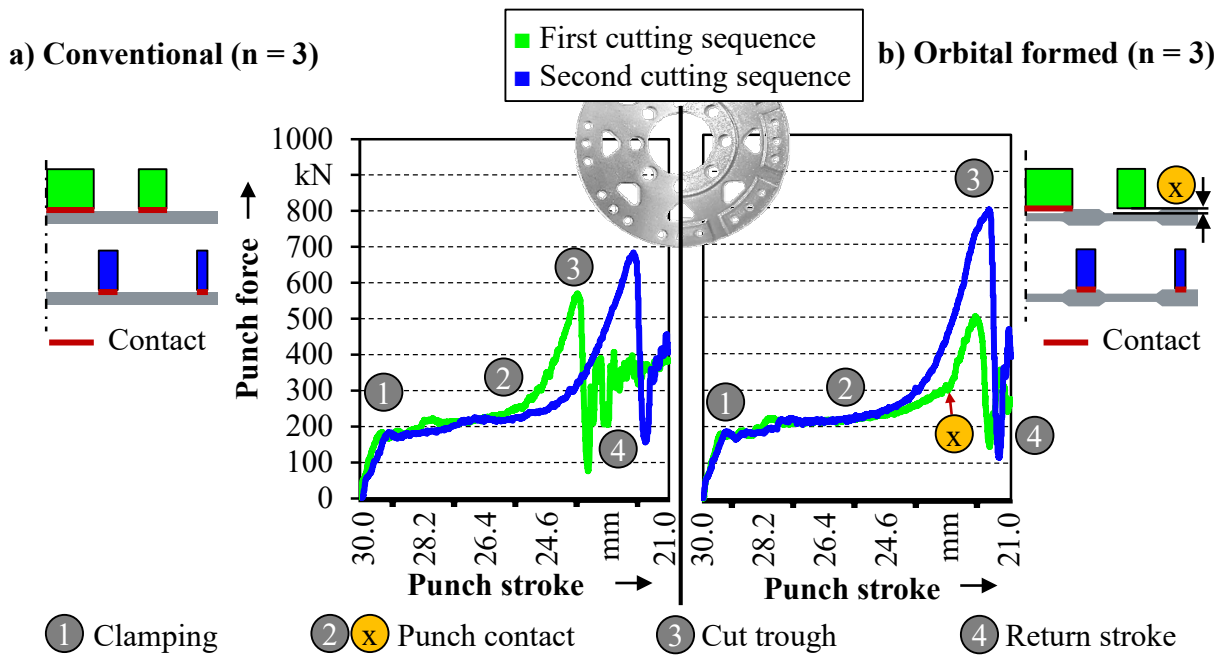 First cutting sequence
Second cutting sequence
a) Conventional (n = 3)
b) Orbital formed (n = 3)
1000
kN
800
700
600
500
400
300
200
100
0
Punch force
Contact
1
2
3
4
30.0
28.2
26.4
24.6
mm
21.0
Punch stroke
1
2
3
x
4
30.0
28.2
26.4
24.6
mm
21.0
Punch stroke
x
Contact
1 Clamping
2 x Punch contact
3 Cut trough
4 Return stroke